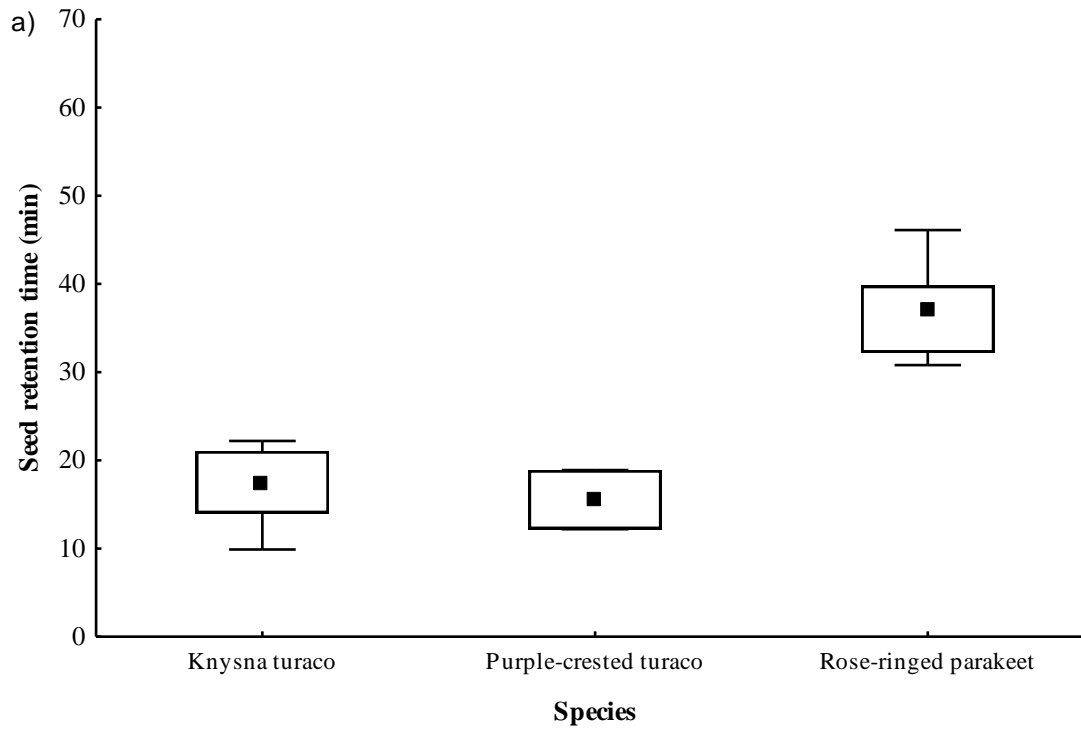 a)
70
60
50
40
30
20
10
0
Seed retention time (min)
Knysna turaco Purple-crested turaco Rose-ringed parakeet
Species